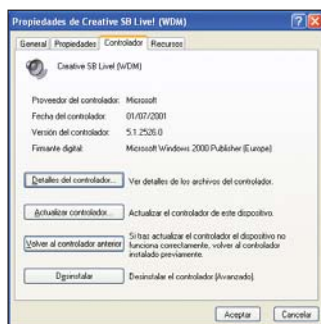 Propiedades de Creative SB Live! (WDM)
General Propiedades Controlador Recursos
Creative SB Live! (WDM)
Proveedor del controlador: Microsoft
Fecha del controlador: 01/07/2001
Versión del controlador: 5.1.2526.0
Firmante digital: Microsoft Windows 2000 Publisher (Europe)
Detalles del controlador... Ver detalles de los archivos del controlador.
Actualizar controlador... Actualizar el controlador de este dispositivo.
Volver al controlador anterior Si tras actualizar el controlador el dispositivo no
funciona correctamente, volver al controlador
instalado previamente.
Desinstalar Desinstalar el controlador (Avanzado).
Aceptar Cancelar